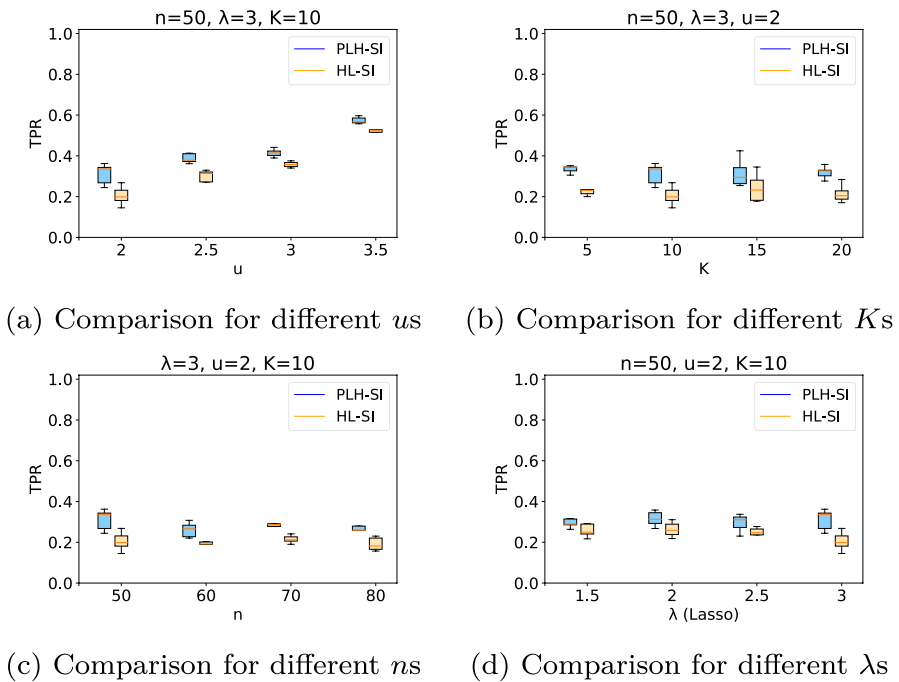 n=50, λ=3, K=10
1.0
0.8
0.6
0.4
0.2
0.0
TPR
PLH-SI
HL-SI
2 2.5 3 3.5
u
(a) Comparison for different us
n=50, λ=3, u=2
1.0
0.8
0.6
0.4
0.2
0.0
TPR
PLH-SI
HL-SI
5 10 15 20
K
(b) Comparison for different Ks
λ=3, u=2, K=10
1.0
0.8
0.6
0.4
0.2
0.0
TPR
PLH-SI
HL-SI
50 60 70 80
n
(c) Comparison for different ns
n=50, u=2, K=10
1.0
0.8
0.6
0.4
0.2
0.0
TPR
PLH-SI
HL-SI
1.5 2 2.5 3
λ (Lasso)
(d) Comparison for different λs